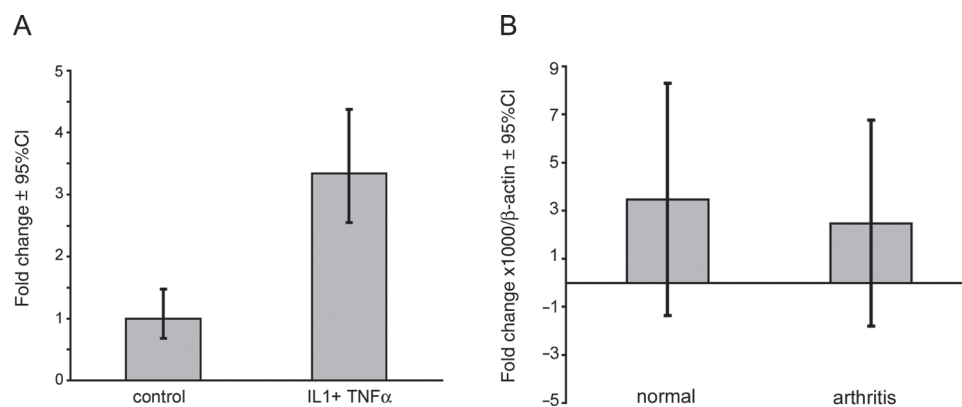 A
Fold change ± 95%CI
5
4
3
2
1
0
control
IL1+ TNFα
B
Fold change x1000/β-actin ± 95%CI
9
7
5
3
1
–1
–3
–5
normal
arthritis